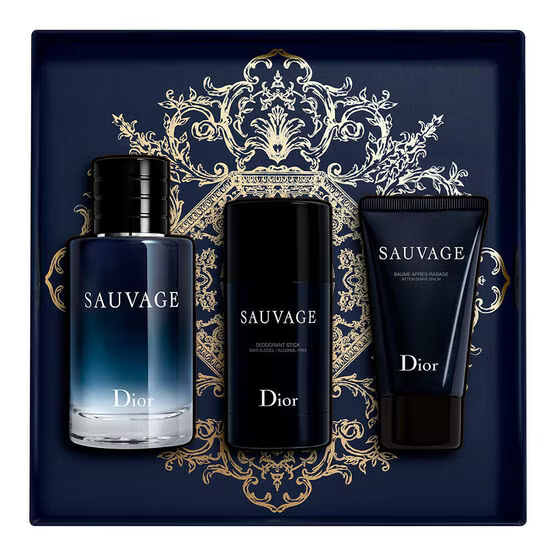 SAUVAGE
Dior
SAUVAGE
DEODORANT STICK
SANS ALCOOL / ALCOHOL-FREE
Dior
SAUVAGE
BAUME APRÈS-RASAGE
AFTER-SHAVE BALM
Dior